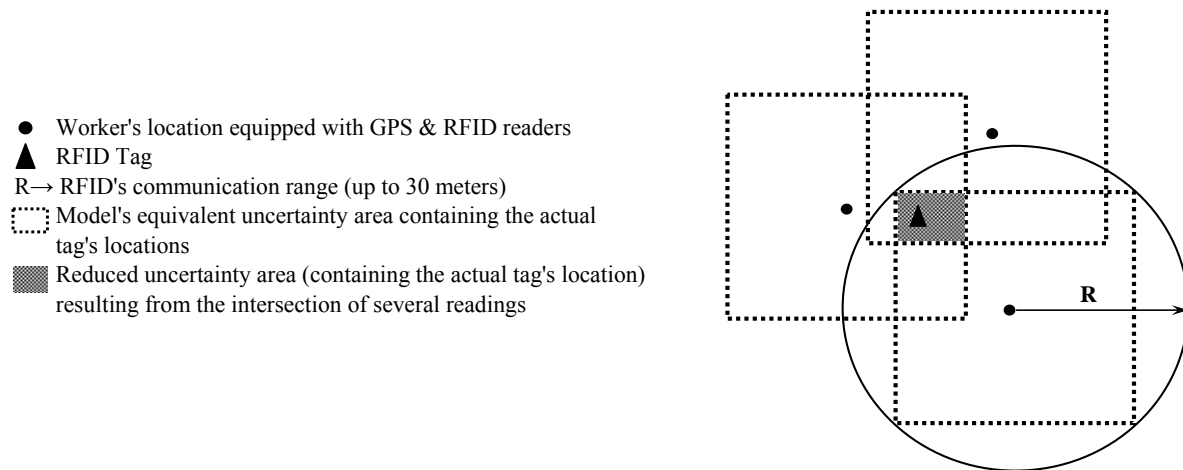 Worker's location equipped with GPS & RFID readers
RFID Tag
R→ RFID's communication range (up to 30 meters)
Model's equivalent uncertainty area containing the actual
tag's locations
Reduced uncertainty area (containing the actual tag's location)
resulting from the intersection of several readings
R